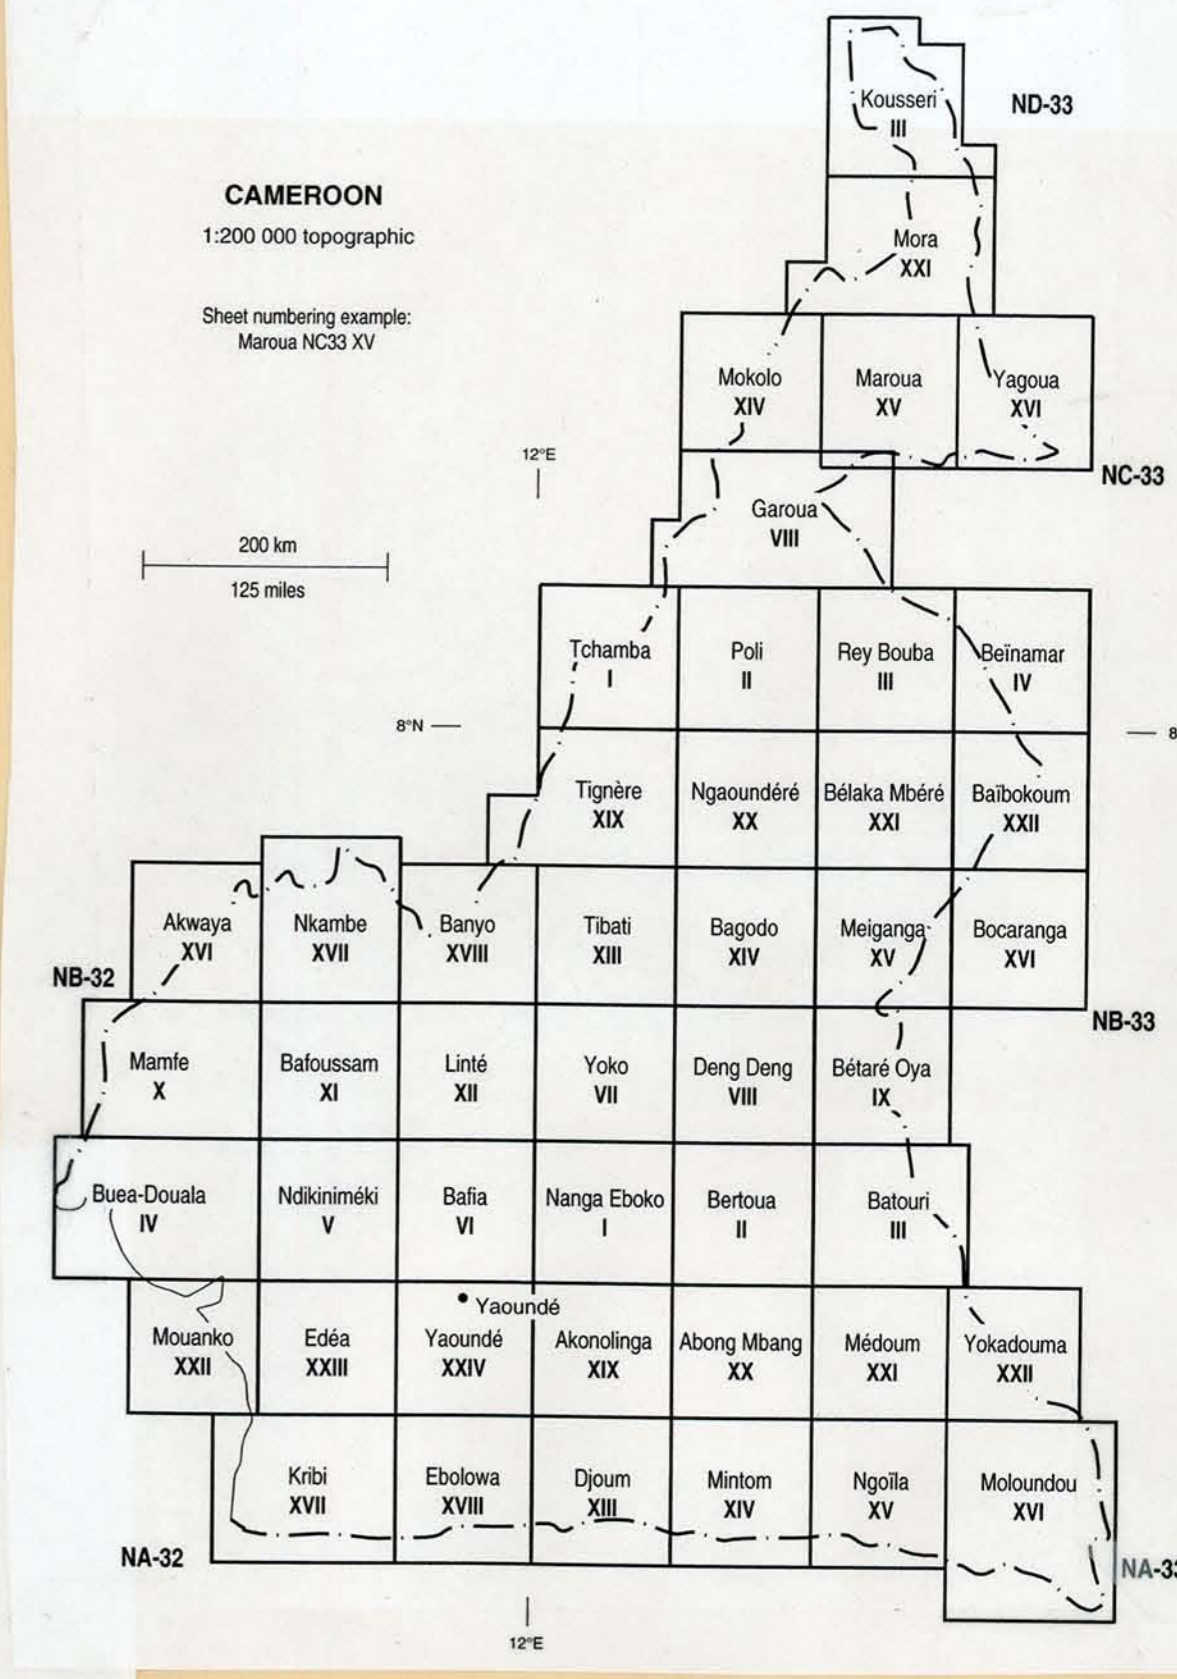 Kousseri
III
ND-33
CAMEROON
1:200 000 topographic
Mora
XXI
Sheet numbering example:
Maroua NC33 XV
Mokolo
XIV
Maroua
XV
Yagoua
XVI
12°E
NC-33
Garoua
VIII
200 km
125 miles
Tchamba
I
Poli
II
Rey Bouba
III
Beïnamar
IV
8°N
8
Tignère
XIX
Ngaoundéré
XX
Bélaka Mbéré
XXI
Baïbokoum
XXII
Akwaya
XVI
Nkambe
XVII
Banyo
XVIII
Tibati
XIII
Bagodo
XIV
Meiganga
XV
Bocaranga
XVI
NB-32
NB-33
Mamfe
X
Bafoussam
XI
Linté
XII
Yoko
VII
Deng Deng
VIII
Bétaré Oya
IX
Buea-Douala
IV
Ndikiniméki
V
Bafia
VI
Nanga Eboko
I
Bertoua
II
Batouri
III
Yaoundé
Mouanko
XXII
Edéa
XXIII
Yaoundé
XXIV
Akonolinga
XIX
Abong Mbang
XX
Médoum
XXI
Yokadouma
XXII
Kribi
XVII
Ebolowa
XVIII
Djoum
XIII
Mintom
XIV
Ngoïla
XV
Moloundou
XVI
NA-32
NA-33
12°E